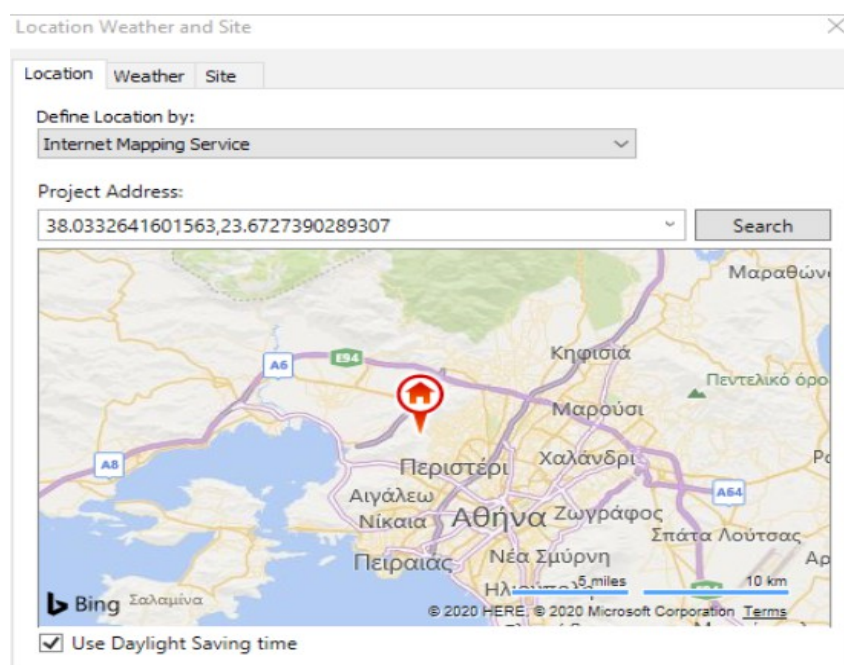 Location Weather and Site
Location Weather Site
Define Location by:
Internet Mapping Service
Project Address:
38.0332641601563,23.6727390289307
Search
Μαραθών
A6
E94
Κηφισιά
Πεντελικό όρο
Μαρούσι
A8
Περιστέρι
Χαλάνδρι
Αιγάλεω
A64
Νίκαια
Αθήνα
Ζωγράφος
Σπάτα Λούτσας
Πειραιάς
Νέα Σμύρνη
5 miles
10 km
Bing
Σαλαμίνα
© 2020 HERE, © 2020 Microsoft Corporation Terms
Use Daylight Saving time